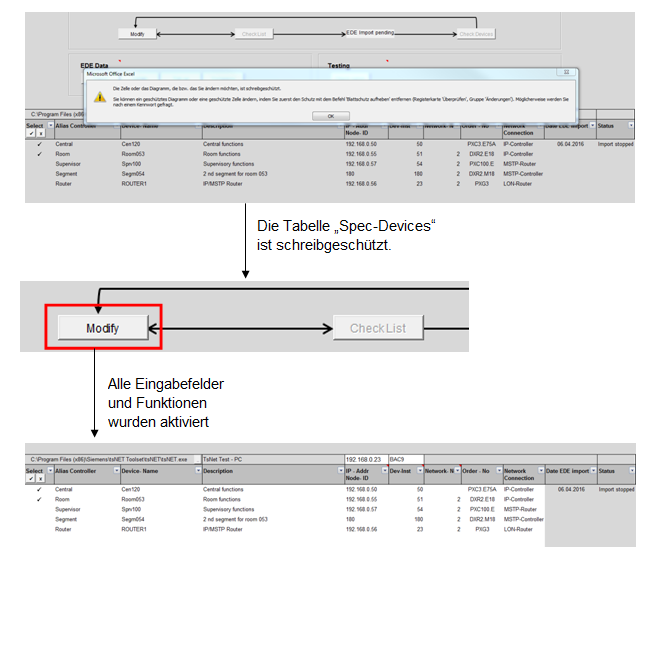 Modify
CheckList
EDE Import pending
Check Devices
EDE Data
Testing
Microsoft Office Excel
Die Zelle oder das Diagramm, die bzw. das Sie ändern möchten, ist schreibgeschützt.
Sie können ein geschütztes Diagramm oder eine geschützte Zelle ändern, indem Sie zuerst den Schutz mit dem Befehl 'Blattschutz aufheben' entfernen (Registerkarte 'Überprüfen', Gruppe 'Änderungen'). Möglicherweise werden Sie
nach einem Kennwort gefragt.
OK
C:\Program Files (x86)
Select Alias Controller Device- Name Description IP - Addr Dev-Inst Network- N Order - No Network Date EDE import Status
Node- ID Connection
✓ Central Cen120 Central functions 192.168.0.50 50 PXC3.E75A IP-Controller 06.04.2016 Import stopped
✓ Room Room053 Room functions 192.168.0.55 51 2 DXR2.E18 IP-Controller
Supervisor Sprv100 Supervisory functions 192.168.0.57 54 2 PXC100.E MSTP-Router
Segment Segm054 2 nd segment for room 053 180 180 2 DXR2.M18 MSTP-Controller
Router ROUTER1 IP/MSTP Router 192.168.0.56 23 2 PXG3 LON-Router
Die Tabelle „Spec-Devices“
ist schreibgeschützt.
Modify
CheckList
Alle Eingabefelder
und Funktionen
wurden aktiviert
C:\Program Files (x86)\Siemens\tsNET Toolset\tsNET\tsNET.exe ... TsNet Test - PC 192.168.0.23 BAC9
Select Alias Controller Device- Name Description IP - Addr Dev-Inst Network- N Order - No Network Date EDE import Status
✓ x Node- ID Connection
✓ Central Cen120 Central functions 192.168.0.50 50 PXC3.E75A IP-Controller 06.04.2016 Import stopped
✓ Room Room053 Room functions 192.168.0.55 51 2 DXR2.E18 IP-Controller
Supervisor Sprv100 Supervisory functions 192.168.0.57 54 2 PXC100.E MSTP-Router
Segment Segm054 2 nd segment for room 053 180 180 2 DXR2.M18 MSTP-Controller
Router ROUTER1 IP/MSTP Router 192.168.0.56 23 2 PXG3 LON-Router